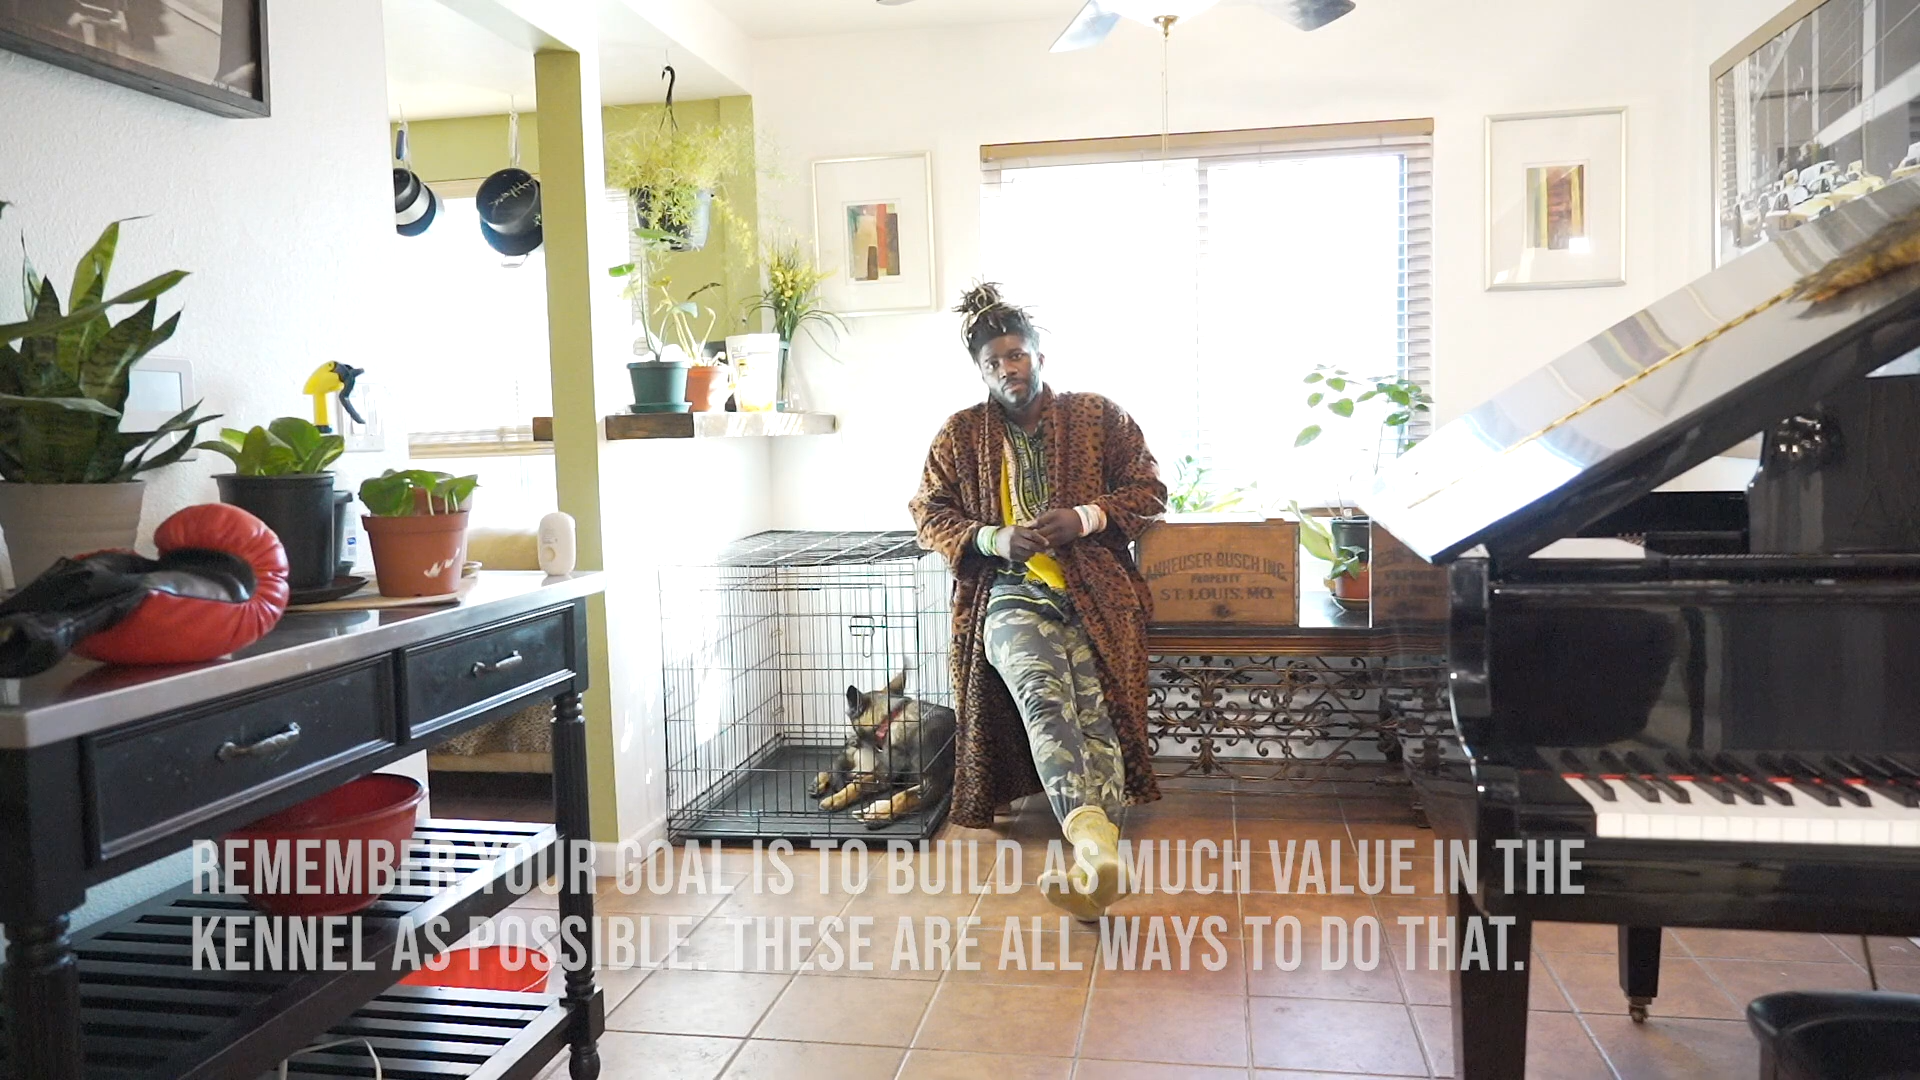 ANHEUSER-BUSCH INC.
PROPERTY
ST. LOUIS, MO.
REMEMBER YOUR GOAL IS TO BUILD AS MUCH VALUE IN THE
KENNEL AS POSSIBLE. THESE ARE ALL WAYS TO DO THAT.